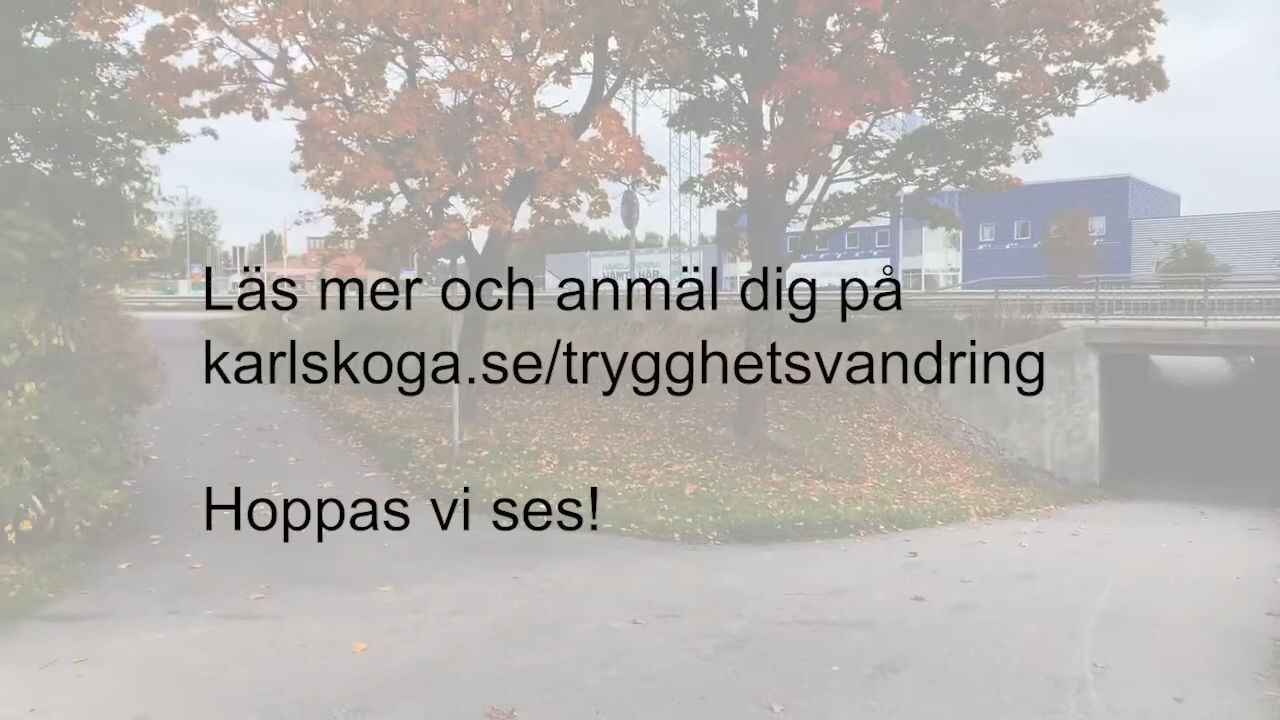 Läs mer och anmäl dig på
karlskoga.se/trygghetsvandring
Hoppas vi ses!